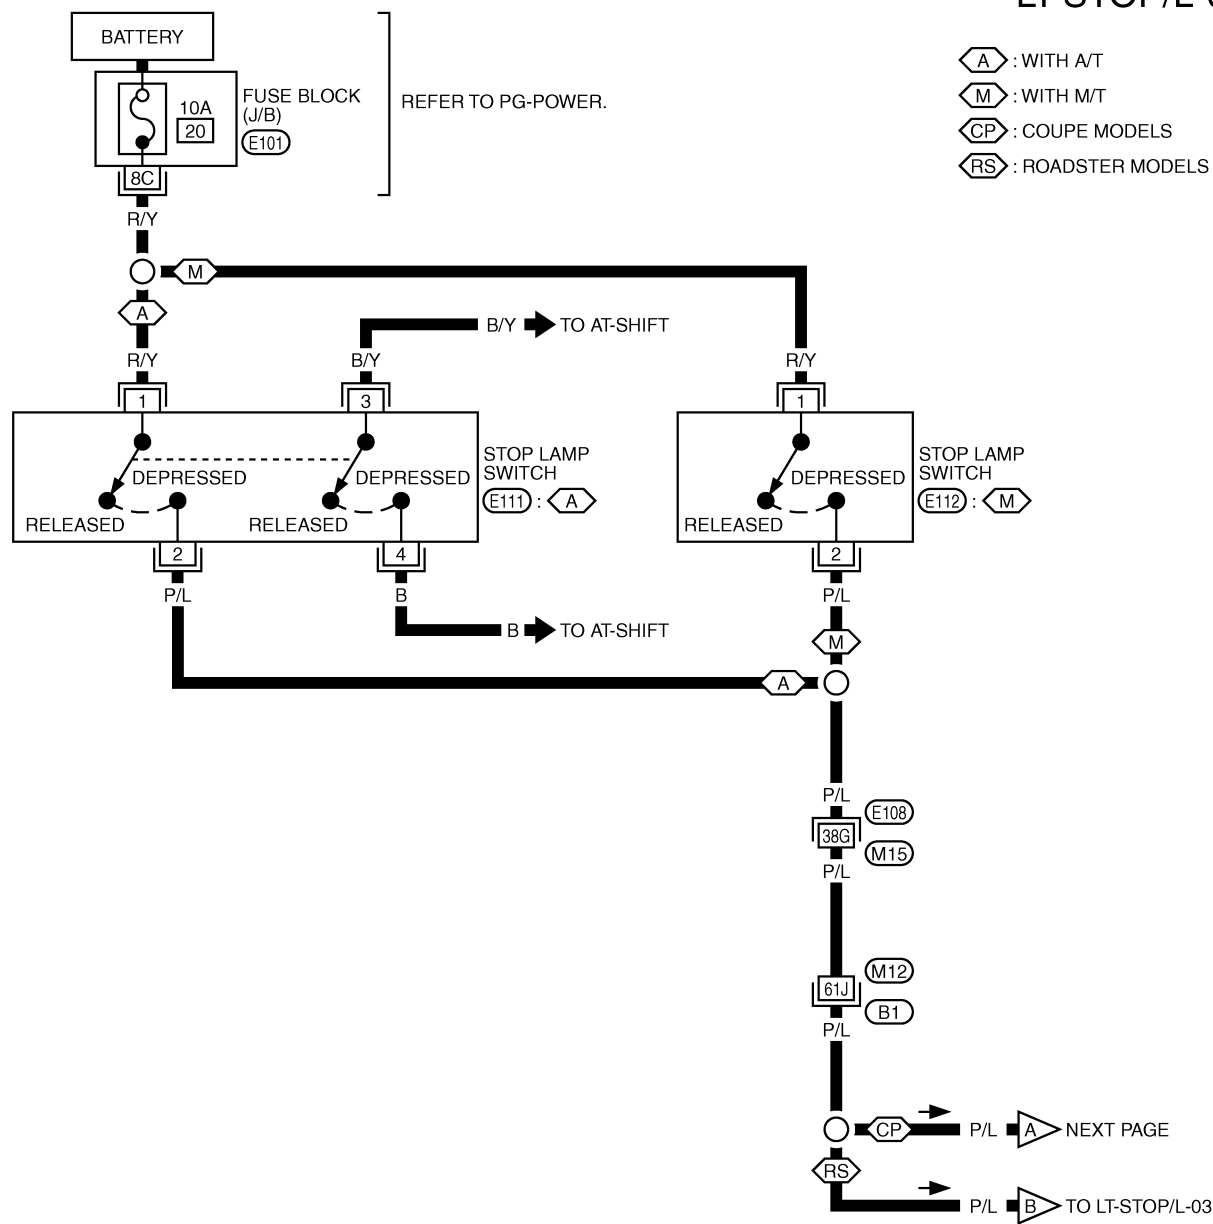 BATTERY
10A
20
FUSE BLOCK
(J/B)
E101
REFER TO PG-POWER.
8C
R/Y
A : WITH A/T
M : WITH M/T
CP : COUPE MODELS
RS : ROADSTER MODELS
M
A
B/Y TO AT-SHIFT
R/Y
B/Y
R/Y
1
3
1
DEPRESSED
RELEASED
DEPRESSED
RELEASED
STOP LAMP
SWITCH
E111 : A
DEPRESSED
RELEASED
STOP LAMP
SWITCH
E112 : M
2
4
2
P/L
B
P/L
B TO AT-SHIFT
M
A
P/L
E108
38G
M15
P/L
M12
61J
B1
P/L
CP P/L A NEXT PAGE
RS
P/L B TO LT-STOP/L-03